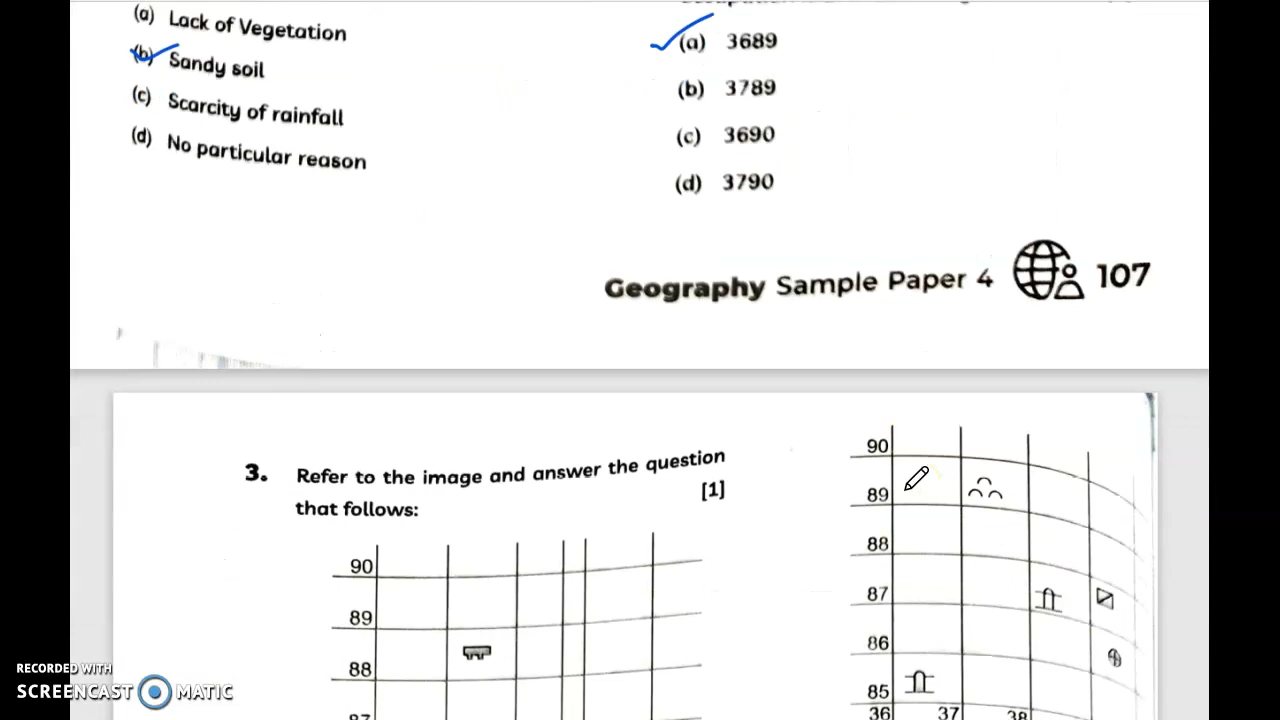 (a) Lack of Vegetation
(b) Sandy soil
(c) Scarcity of rainfall
(d) No particular reason
(a) 3689
(b) 3789
(c) 3690
(d) 3790
Geography Sample Paper 4
107
3. Refer to the image and answer the question
that follows:
[1]
90
89
88
90
89
88
87
86
85
36 37 38
RECORDED WITH
SCREENCAST MATIC